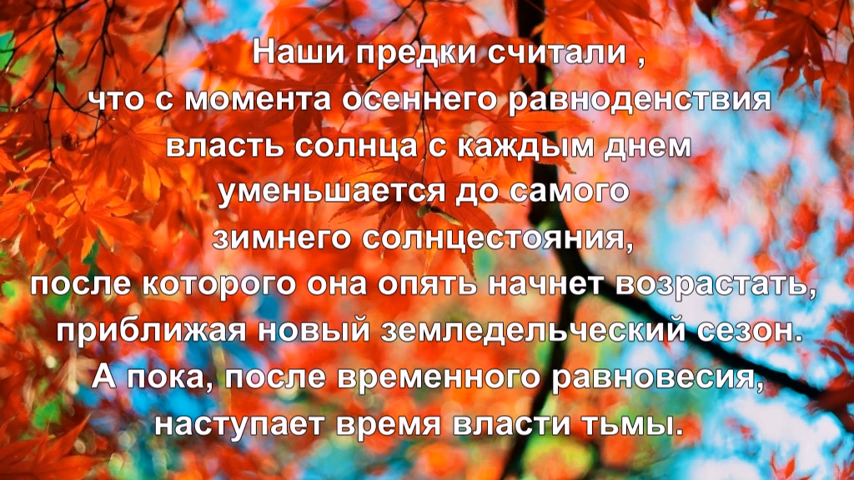 Наши предки считали ,
что с момента осеннего равноденствия
власть солнца с каждым днем
уменьшается до самого
зимнего солнцестояния,
после которого она опять начнет возрастать,
приближая новый земледельческий сезон.
А пока, после временного равновесия,
наступает время власти тьмы.